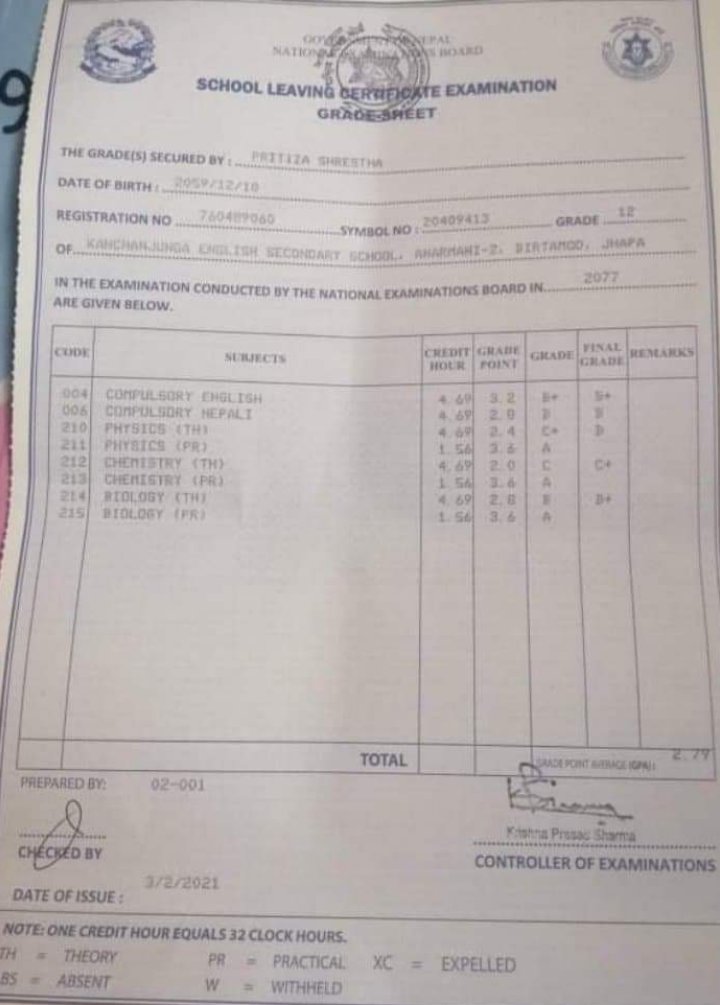 GOVERNMENT OF NEPAL
NATIONAL EXAMINATIONS BOARD
SCHOOL LEAVING CERTIFICATE EXAMINATION
GRADE-SHEET
THE GRADE(S) SECURED BY : PRITIZA SHRESTHA
DATE OF BIRTH : 2059/12/10
REGISTRATION NO 760489060 SYMBOL NO : 20409413 GRADE 12
OF KANCHANJUNGA ENGLISH SECONDARY SCHOOL, ANARMANI-2, BIRTAMOD, JHAPA
IN THE EXAMINATION CONDUCTED BY THE NATIONAL EXAMINATIONS BOARD IN 2077
ARE GIVEN BELOW.
CODE SUBJECTS CREDIT HOUR GRADE POINT GRADE FINAL GRADE REMARKS
004 COMPULSORY ENGLISH 4.69 3.2 B+ B+
006 COMPULSORY NEPALI 4.69 2.8 B B
210 PHYSICS (TH) 4.69 2.4 C+ B
211 PHYSICS (PR) 1.56 3.6 A
212 CHEMISTRY (TH) 4.69 2.0 C C+
213 CHEMISTRY (PR) 1.56 3.6 A
214 BIOLOGY (TH) 4.69 2.8 B B+
215 BIOLOGY (PR) 1.56 3.6 A
TOTAL GRADE POINT AVERAGE (GPA) : 2.79
PREPARED BY: 02-001
Krishna Prasad Sharma
CHECKED BY
CONTROLLER OF EXAMINATIONS
DATE OF ISSUE : 3/2/2021
NOTE: ONE CREDIT HOUR EQUALS 32 CLOCK HOURS.
TH = THEORY PR = PRACTICAL XC = EXPELLED
BS = ABSENT W = WITHHELD